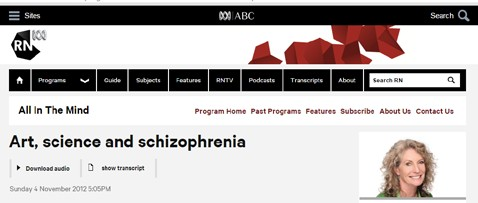 Sites ABC Search
RN
Programs Guide Subjects Features RNTV Podcasts Transcripts About Search RN
All In The Mind Program Home Past Programs Features Subscribe About Us Contact Us
Art, science and schizophrenia
Download audio show transcript
Sunday 4 November 2012 5:05PM